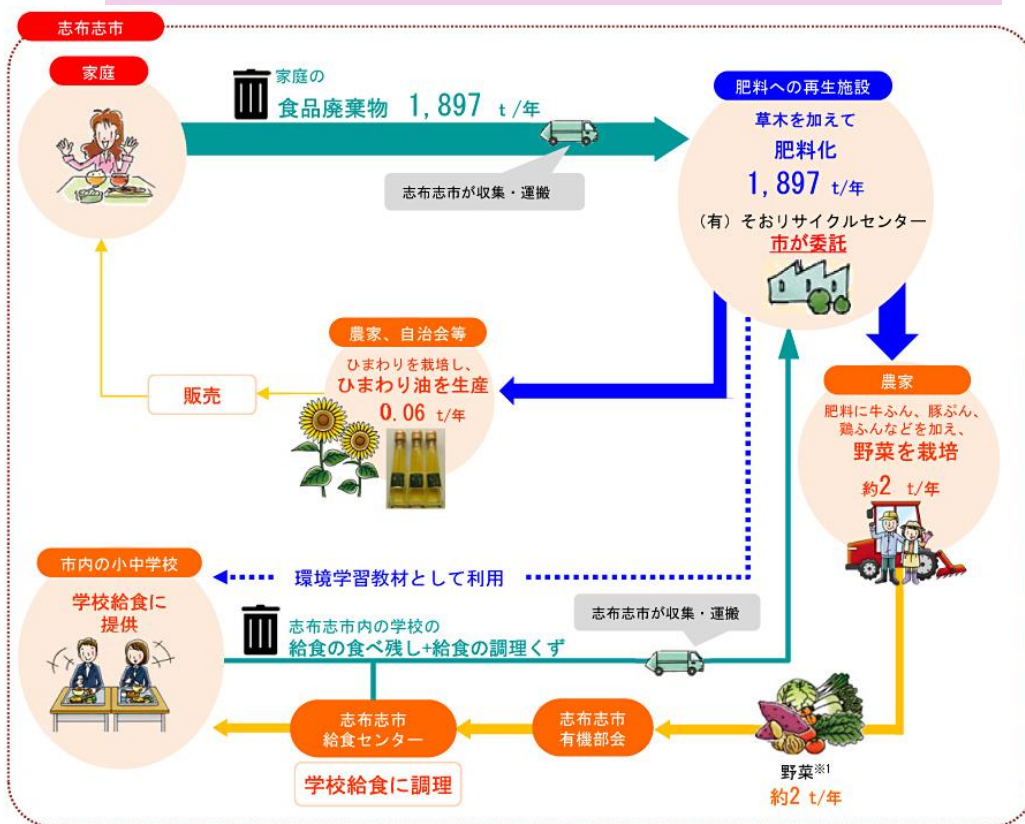 志布志市
家庭
家庭の
食品廃棄物 1,897 t/年
志布志市が収集・運搬
肥料への再生施設
草木を加えて
肥料化
1,897 t/年
(有)そおリサイクルセンター
市が委託
農家、自治会等
ひまわりを栽培し、
ひまわり油を生産
0.06 t/年
販売
農家
肥料に牛ふん、豚ぷん、
鶏ふんなどを加え、
野菜を栽培
約2 t/年
市内の小中学校
学校給食に
提供
環境学習教材として利用
志布志市内の学校の
給食の食べ残し+給食の調理くず
志布志市が収集・運搬
志布志市
給食センター
学校給食に調理
志布志市
有機部会
野菜※1
約2 t/年